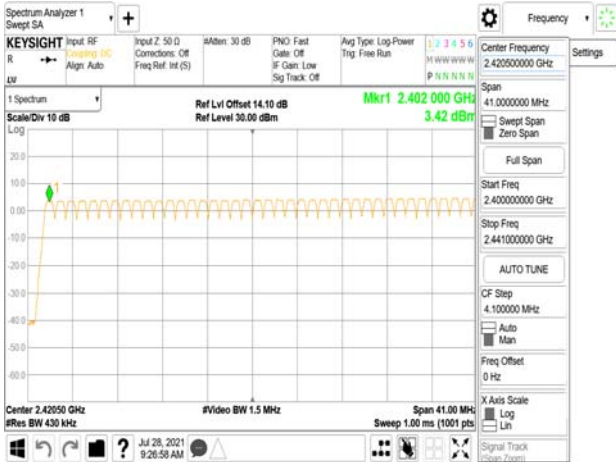 Spectrum Analyzer 1
Swept SA
Frequency
KEYSIGHT
Input: RF
Coupling: DC
Align: Auto
Input Z: 50 Ω
Corrections: Off
Freq Ref: Int (S)
#Atten: 30 dB
PNO: Fast
Gate: Off
IF Gain: Low
Sig Track: Off
Avg Type: Log-Power
Trig: Free Run
1 2 3 4 5 6
M W W W W W
P N N N N N
R
LVI
Center Frequency
2.420500000 GHz
Settings
Span
41.0000000 MHz
Swept Span
Zero Span
Full Span
Start Freq
2.400000000 GHz
Stop Freq
2.441000000 GHz
AUTO TUNE
CF Step
4.100000 MHz
Auto
Man
Freq Offset
0 Hz
X Axis Scale
Log
Lin
Signal Track
(Span Zoom)
1 Spectrum
Scale/Div 10 dB
Ref Lvl Offset 14.10 dB
Ref Level 30.00 dBm
Mkr1 2.402 000 GHz
3.42 dBm
Log
20.0
10.0
0.00
-10.0
-20.0
-30.0
-40.0
-50.0
-60.0
1
Center 2.42050 GHz
#Res BW 430 kHz
#Video BW 1.5 MHz
Span 41.00 MHz
Sweep 1.00 ms (1001 pts)
Jul 28, 2021
9:26:58 AM